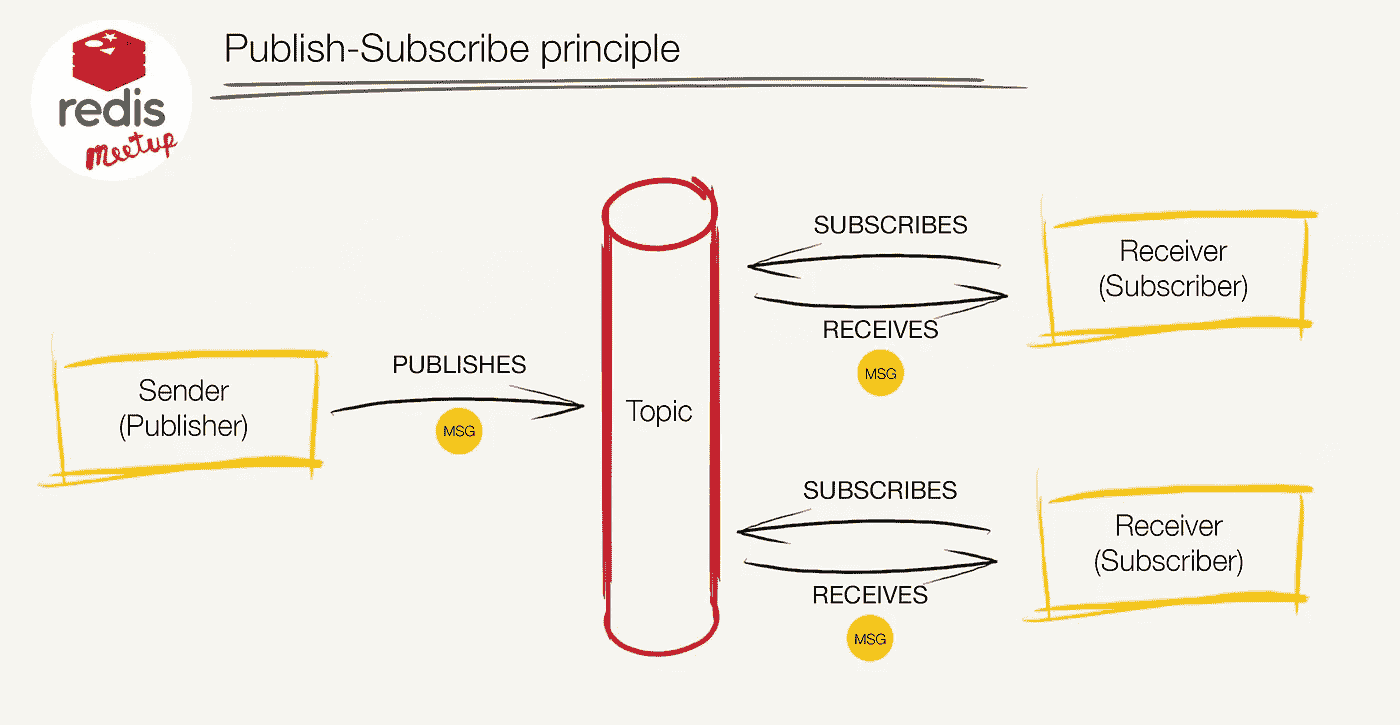 redis
meetup
Publish-Subscribe principle
SUBSCRIBES
RECEIVES
MSG
Receiver
(Subscriber)
Sender
(Publisher)
PUBLISHES
MSG
Topic
SUBSCRIBES
RECEIVES
MSG
Receiver
(Subscriber)